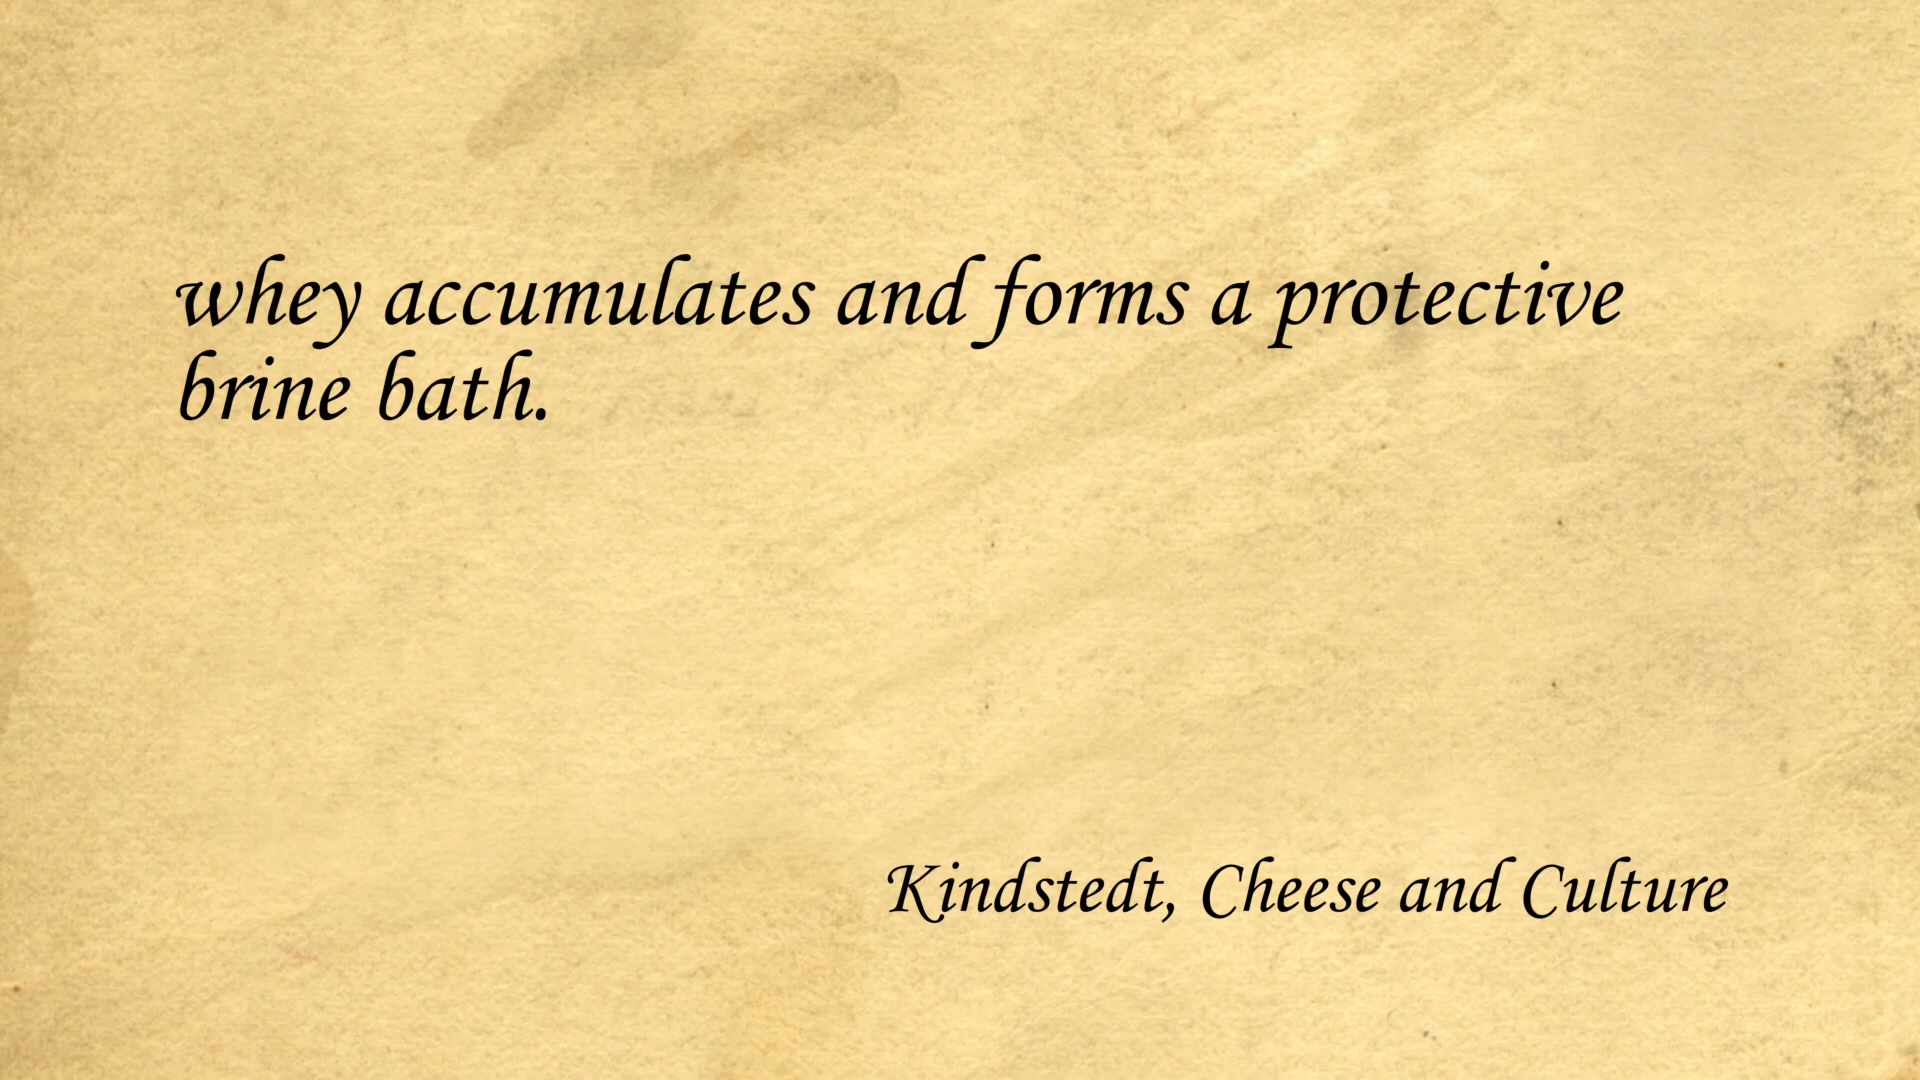 whey accumulates and forms a protective
brine bath.
Kindstedt, Cheese and Culture